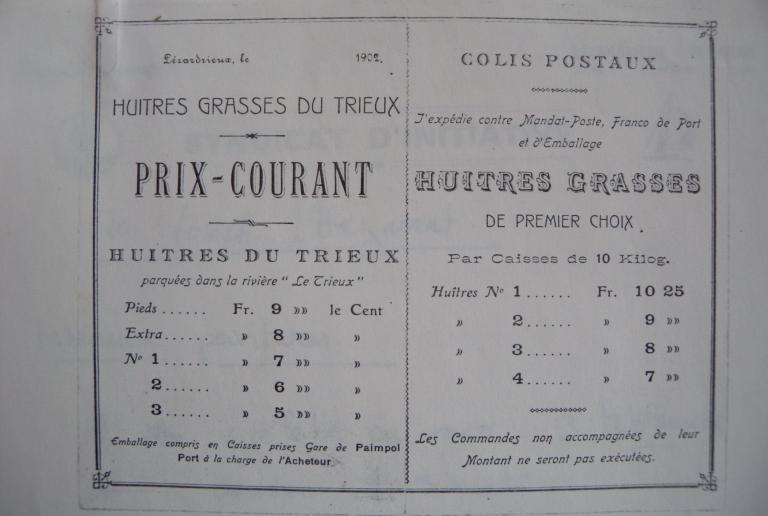 Lézardrieux, le 1902.
HUITRES GRASSES DU TRIEUX
PRIX-COURANT
HUITRES DU TRIEUX
parquées dans la rivière " Le Trieux "
Pieds ...... Fr. 9 »» le Cent
Extra ...... » 8 »» »
No 1 ...... » 7 »» »
2 ...... » 6 »» »
3 ...... » 5 »» »
Emballage compris en Caisses prises Gare de Paimpol
Port à la charge de l'Acheteur
COLIS POSTAUX
J'expédie contre Mandat-Poste, Franco de Port
et d'Emballage
HUITRES GRASSES
DE PREMIER CHOIX.
Par Caisses de 10 Kilog.
Huîtres No 1 ...... Fr. 10 25
» 2 ...... » 9 »»
» 3 ...... » 8 »»
» 4 ...... » 7 »»
Les Commandes non accompagnées de leur
Montant ne seront pas exécutées.